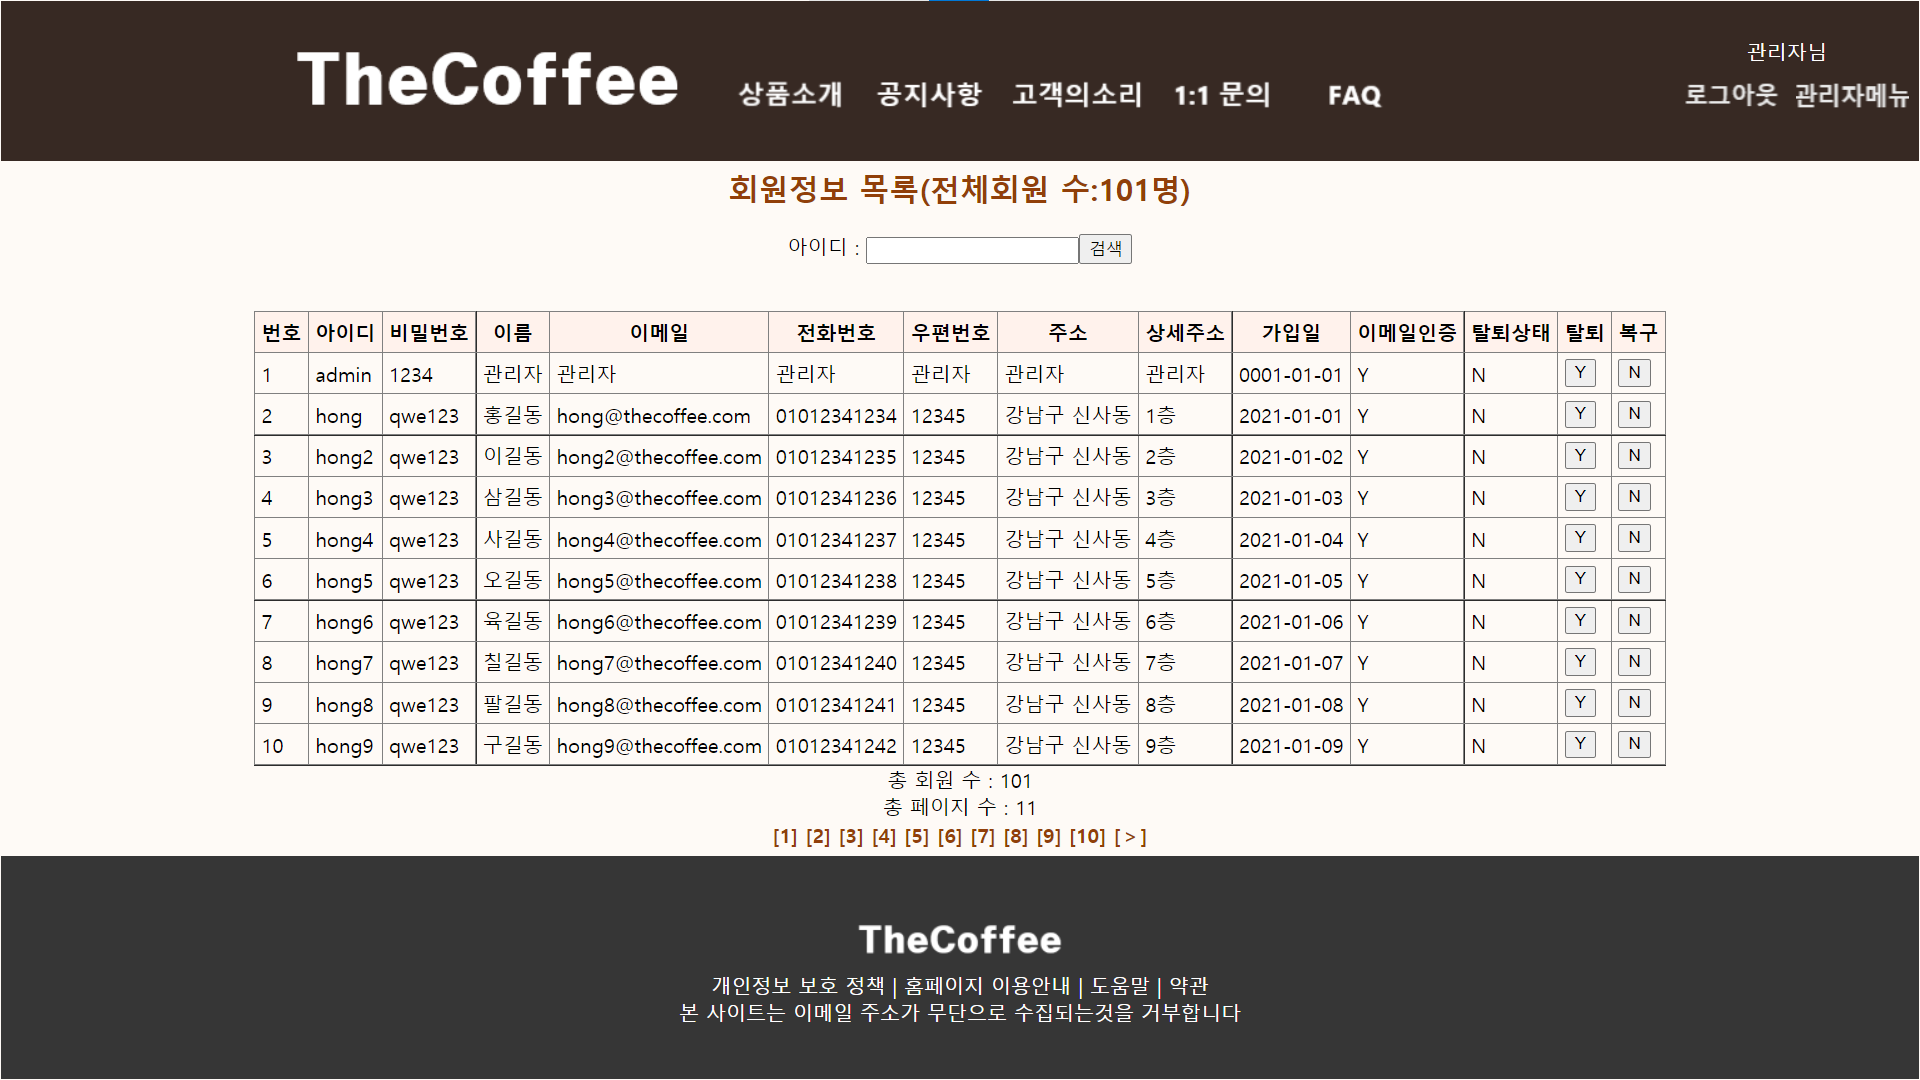 관리자님
TheCoffee 상품소개 공지사항 고객의소리 1:1 문의 FAQ 로그아웃 관리자메뉴
회원정보 목록(전체회원 수:101명)
아이디 : 검색
번호 아이디 비밀번호 이름 이메일 전화번호 우편번호 주소 상세주소 가입일 이메일인증 탈퇴상태 탈퇴 복구
1 admin 1234 관리자 관리자 관리자 관리자 관리자 관리자 0001-01-01 Y N Y N
2 hong qwe123 홍길동 hong@thecoffee.com 01012341234 12345 강남구 신사동 1층 2021-01-01 Y N Y N
3 hong2 qwe123 이길동 hong2@thecoffee.com 01012341235 12345 강남구 신사동 2층 2021-01-02 Y N Y N
4 hong3 qwe123 삼길동 hong3@thecoffee.com 01012341236 12345 강남구 신사동 3층 2021-01-03 Y N Y N
5 hong4 qwe123 사길동 hong4@thecoffee.com 01012341237 12345 강남구 신사동 4층 2021-01-04 Y N Y N
6 hong5 qwe123 오길동 hong5@thecoffee.com 01012341238 12345 강남구 신사동 5층 2021-01-05 Y N Y N
7 hong6 qwe123 육길동 hong6@thecoffee.com 01012341239 12345 강남구 신사동 6층 2021-01-06 Y N Y N
8 hong7 qwe123 칠길동 hong7@thecoffee.com 01012341240 12345 강남구 신사동 7층 2021-01-07 Y N Y N
9 hong8 qwe123 팔길동 hong8@thecoffee.com 01012341241 12345 강남구 신사동 8층 2021-01-08 Y N Y N
10 hong9 qwe123 구길동 hong9@thecoffee.com 01012341242 12345 강남구 신사동 9층 2021-01-09 Y N Y N
총 회원 수 : 101
총 페이지 수 : 11
[1] [2] [3] [4] [5] [6] [7] [8] [9] [10] [ > ]
TheCoffee
개인정보 보호 정책 | 홈페이지 이용안내 | 도움말 | 약관
본 사이트는 이메일 주소가 무단으로 수집되는것을 거부합니다